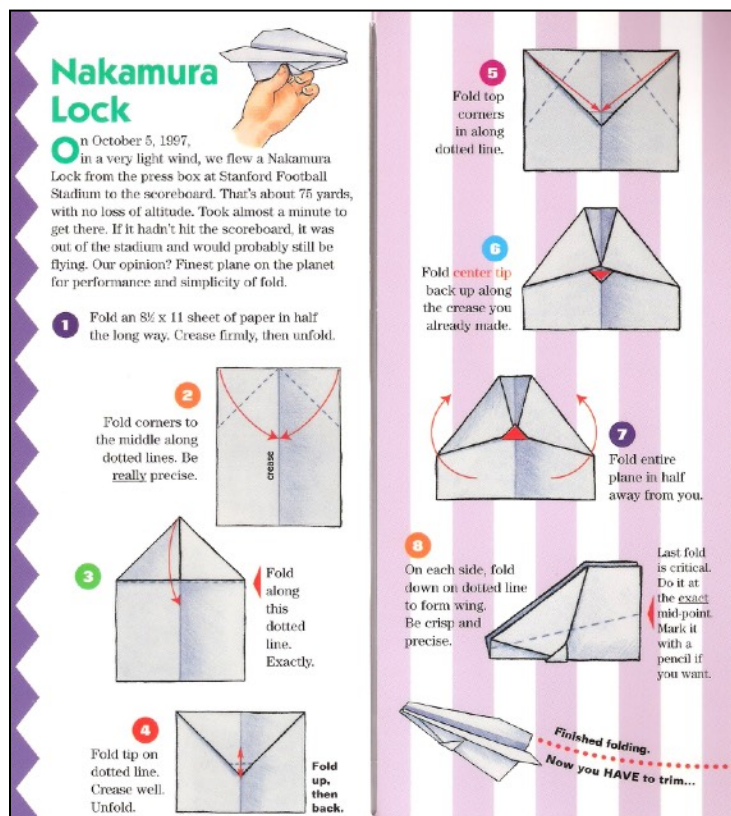 Nakamura
Lock
On October 5, 1997,
in a very light wind, we flew a Nakamura
Lock from the press box at Stanford Football
Stadium to the scoreboard. That's about 75 yards,
with no loss of altitude. Took almost a minute to
get there. If it hadn't hit the scoreboard, it was
out of the stadium and would probably still be
flying. Our opinion? Finest plane on the planet
for performance and simplicity of fold.
1
Fold an 8½ x 11 sheet of paper in half
the long way. Crease firmly, then unfold.
2
Fold corners to
the middle along
dotted lines. Be
really precise.
crease
3
Fold
along
this
dotted
line.
Exactly.
4
Fold tip on
dotted line.
Crease well.
Unfold.
Fold
up,
then
back.
5
Fold top
corners
in along
dotted line.
6
Fold center tip
back up along
the crease you
already made.
7
Fold entire
plane in half
away from you.
8
On each side, fold
down on dotted line
to form wing.
Be crisp and
precise.
Last fold
is critical.
Do it at
the exact
mid-point.
Mark it
with a
pencil if
you want.
Finished folding.
Now you HAVE to trim...